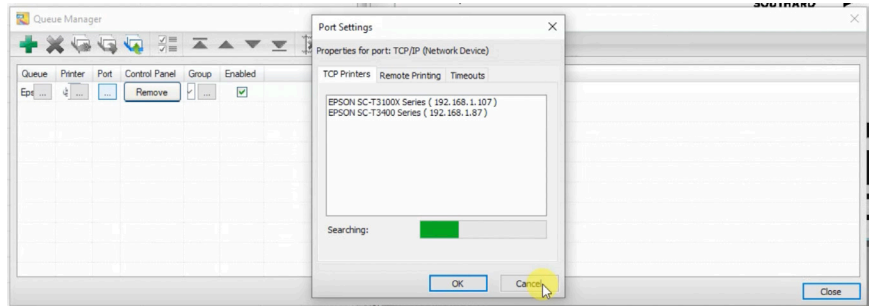 SOUTHARD
Queue Manager
Queue Printer Port Control Panel Group Enabled
Eps ... ... ... Remove ...
Port Settings
Properties for port: TCP/IP (Network Device)
TCP Printers Remote Printing Timeouts
EPSON SC-T3100X Series ( 192.168.1.107 )
EPSON SC-T3400 Series ( 192.168.1.87 )
Searching:
OK Cancel
Close